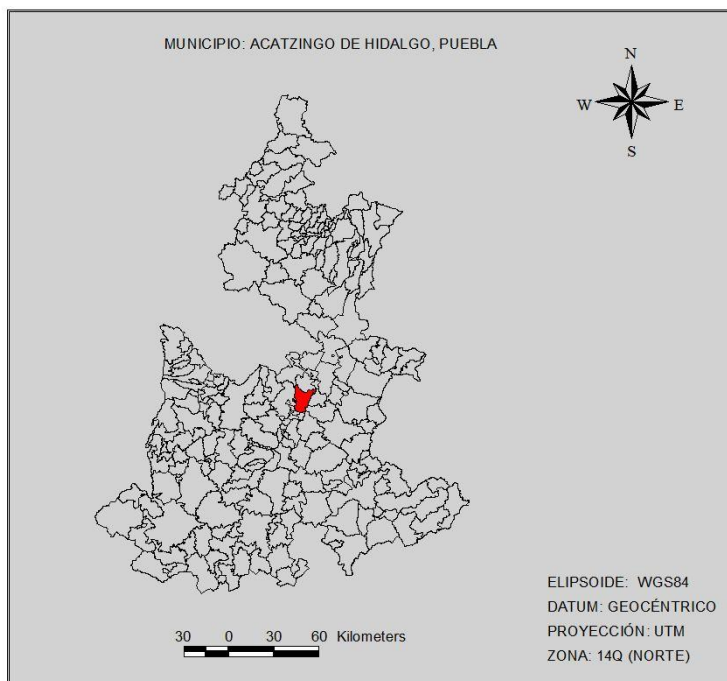 MUNICIPIO: ACATZINGO DE HIDALGO, PUEBLA
N
W E
S
ELIPSOIDE: WGS84
DATUM: GEOCÉNTRICO
PROYECCIÓN: UTM
ZONA: 14Q (NORTE)
30 0 30 60 Kilometers